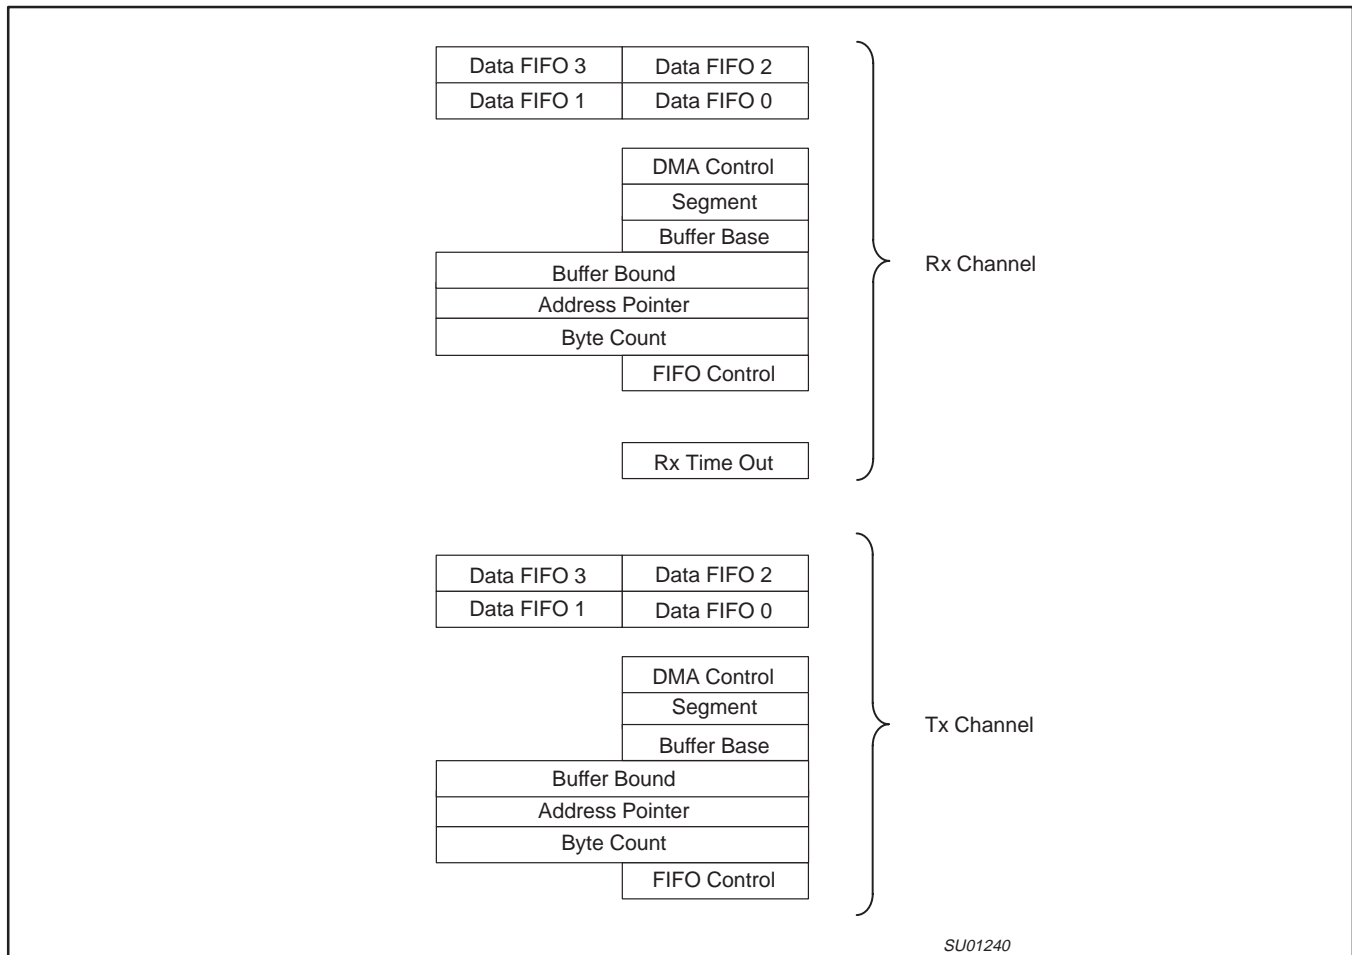 Data FIFO 3 Data FIFO 2
Data FIFO 1 Data FIFO 0
DMA Control
Segment
Buffer Base
Buffer Bound
Address Pointer
Byte Count
FIFO Control
Rx Time Out
Rx Channel
Data FIFO 3 Data FIFO 2
Data FIFO 1 Data FIFO 0
DMA Control
Segment
Buffer Base
Buffer Bound
Address Pointer
Byte Count
FIFO Control
Tx Channel
SU01240